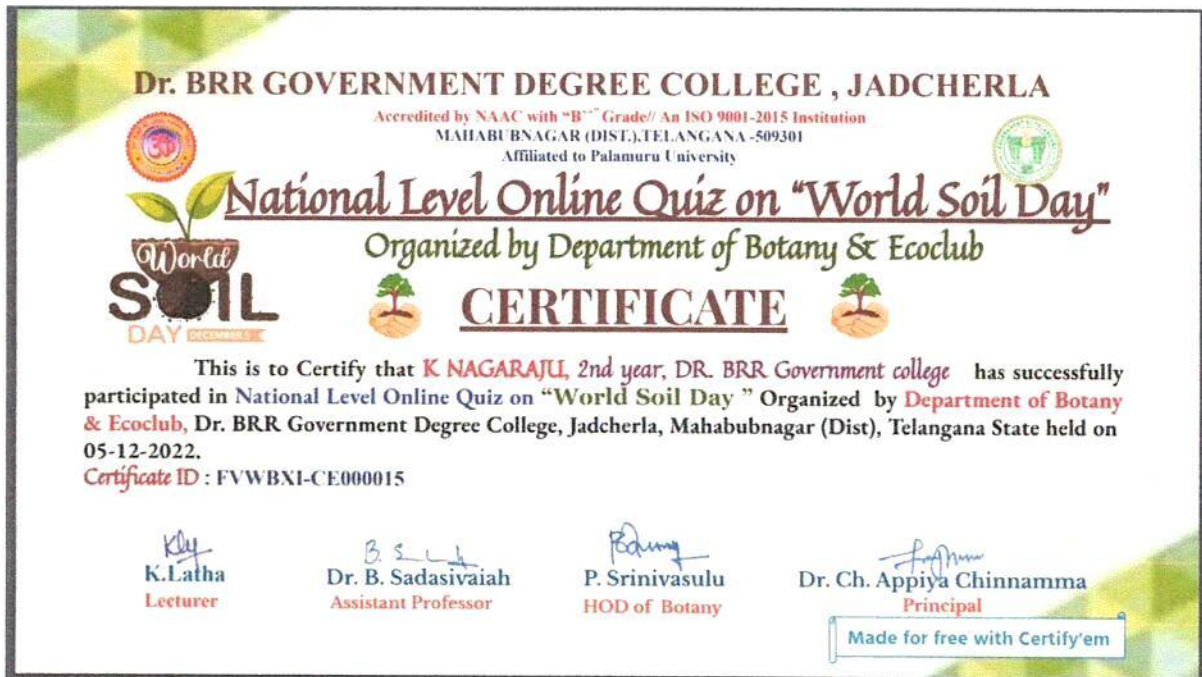 Dr. BRR GOVERNMENT DEGREE COLLEGE , JADCHERLA
Accredited by NAAC with "B++" Grade// An ISO 9001-2015 Institution
MAHABUBNAGAR (DIST.),TELANGANA -509301
Affiliated to Palamuru University
National Level Online Quiz on "World Soil Day"
Organized by Department of Botany & Ecoclub
World
SOIL
DAY DECEMBER 5
CERTIFICATE
This is to Certify that K NAGARAJU, 2nd year, DR. BRR Government college has successfully
participated in National Level Online Quiz on "World Soil Day " Organized by Department of Botany
& Ecoclub, Dr. BRR Government Degree College, Jadcherla, Mahabubnagar (Dist), Telangana State held on
05-12-2022.
Certificate ID : FVWBXI-CE000015
K.Latha
Lecturer
Dr. B. Sadasivaiah
Assistant Professor
P. Srinivasulu
HOD of Botany
Dr. Ch. Appiya Chinnamma
Principal
Made for free with Certify'em